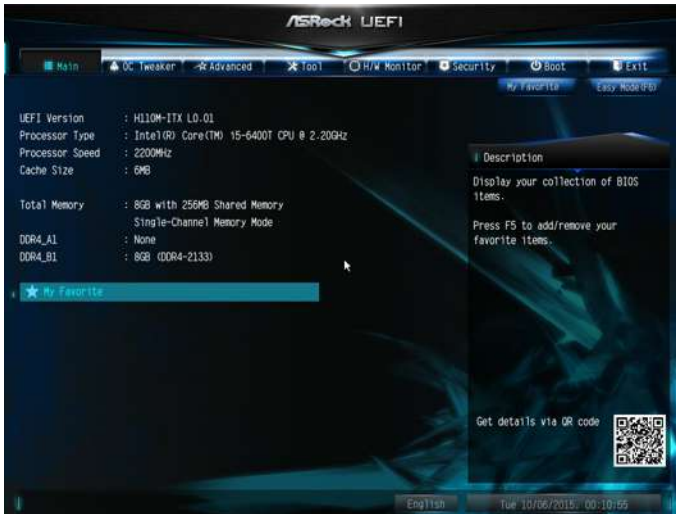 ASRock UEFI
Main
OC Tweaker
Advanced
Tool
H/W Monitor
Security
Boot
Exit
My Favorite
Easy Mode(F6)
UEFI Version : H110M-ITX L0.01
Processor Type : Intel(R) Core(TM) i5-6400T CPU @ 2.20GHz
Processor Speed : 2200MHz
Cache Size : 6MB
Total Memory : 8GB with 256MB Shared Memory
Single-Channel Memory Mode
DDR4_A1 : None
DDR4_B1 : 8GB (DDR4-2133)
My Favorite
Description
Display your collection of BIOS
items.
Press F5 to add/remove your
favorite items.
Get details via QR code
English
Tue 10/06/2015, 00:10:55